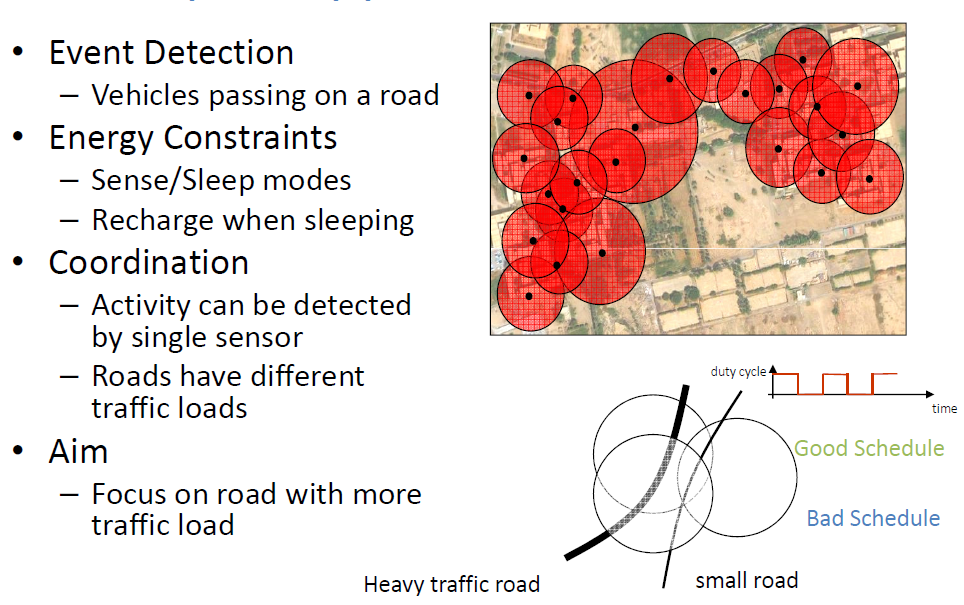 • Event Detection
– Vehicles passing on a road
• Energy Constraints
– Sense/Sleep modes
– Recharge when sleeping
• Coordination
– Activity can be detected
by single sensor
– Roads have different
traffic loads
• Aim
– Focus on road with more
traffic load
duty cycle
time
Good Schedule
Bad Schedule
Heavy traffic road
small road